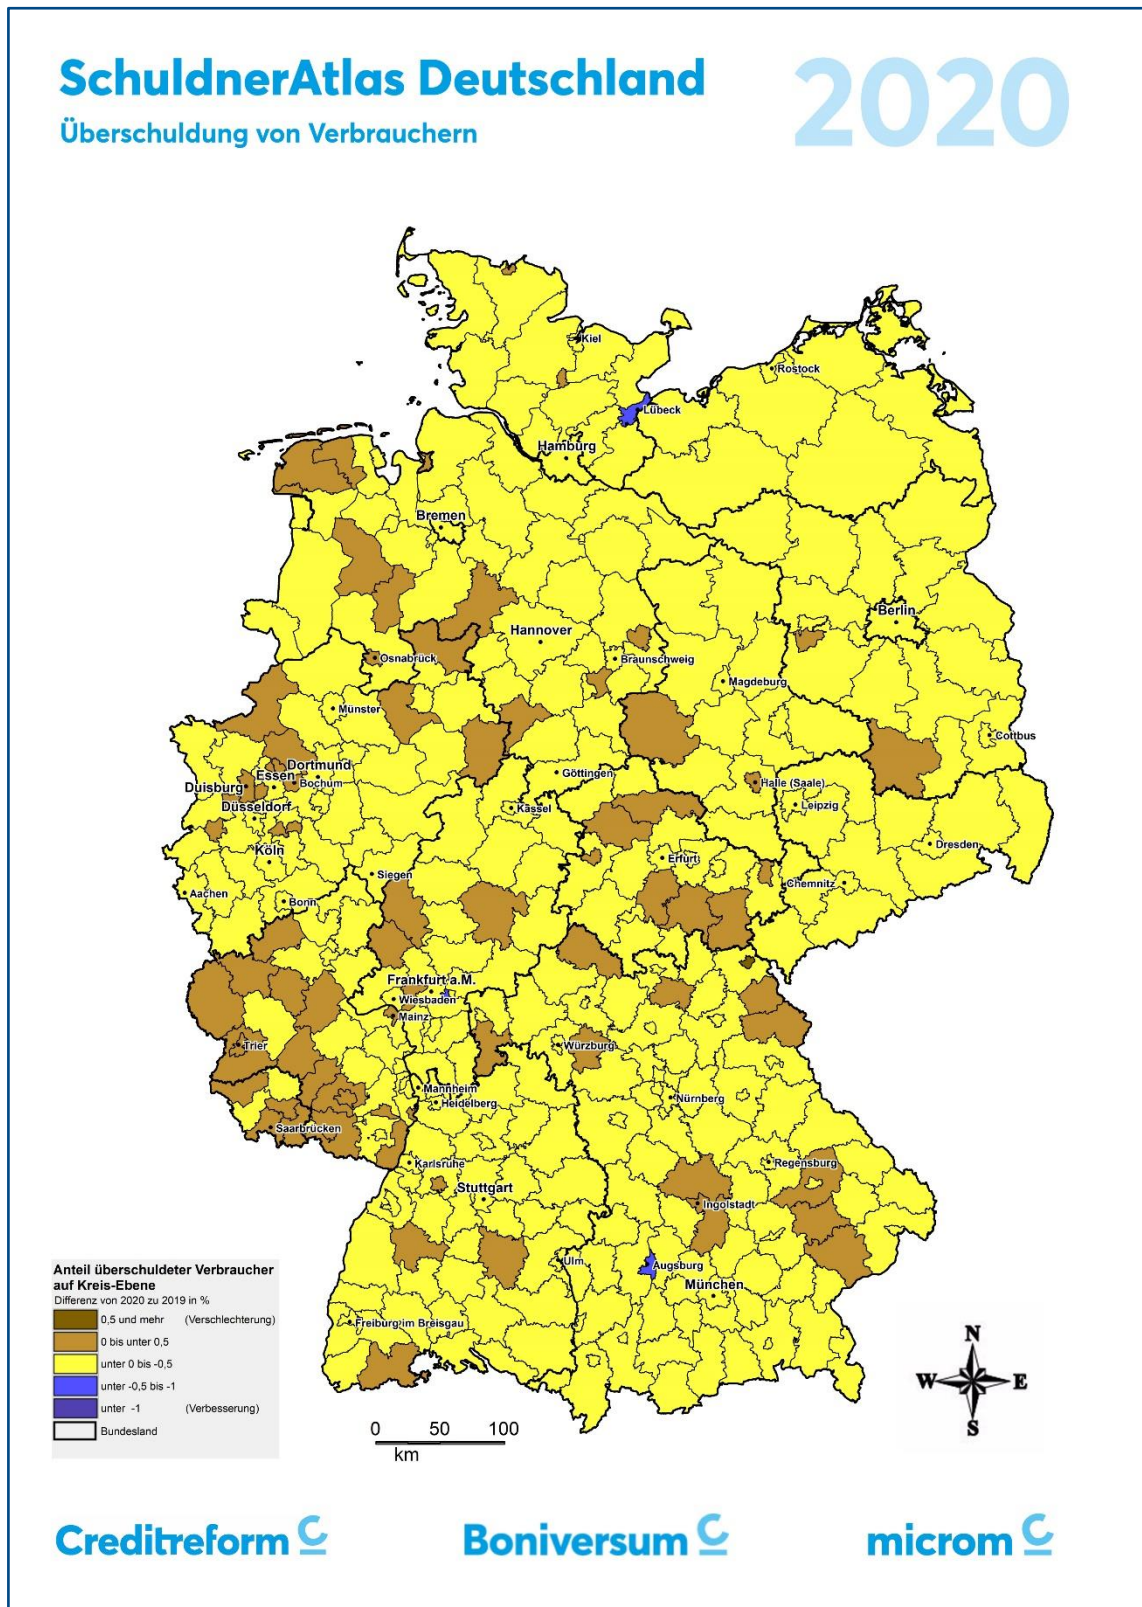 SchuldnerAtlas Deutschland 2020
Überschuldung von Verbrauchern
Kiel
Rostock
Lübeck
Hamburg
Bremen
Berlin
Hannover
Osnabrück
Braunschweig
Magdeburg
Münster
Cottbus
Dortmund
Essen
Bochum
Duisburg
Göttingen
Halle (Saale)
Düsseldorf
Kassel
Leipzig
Köln
Erfurt
Dresden
Siegen
Chemnitz
Aachen
Bonn
Frankfurt a.M.
Wiesbaden
Mainz
Trier
Würzburg
Mannheim
Heidelberg
Nürnberg
Saarbrücken
Karlsruhe
Regensburg
Stuttgart
Ingolstadt
Ulm
Augsburg
München
Freiburg im Breisgau
Anteil überschuldeter Verbraucher
auf Kreis-Ebene
Differenz von 2020 zu 2019 in %
0,5 und mehr (Verschlechterung)
0 bis unter 0,5
unter 0 bis -0,5
unter -0,5 bis -1
unter -1 (Verbesserung)
Bundesland
0 50 100
km
N
W E
S
Creditreform C
Boniversum C
microm C